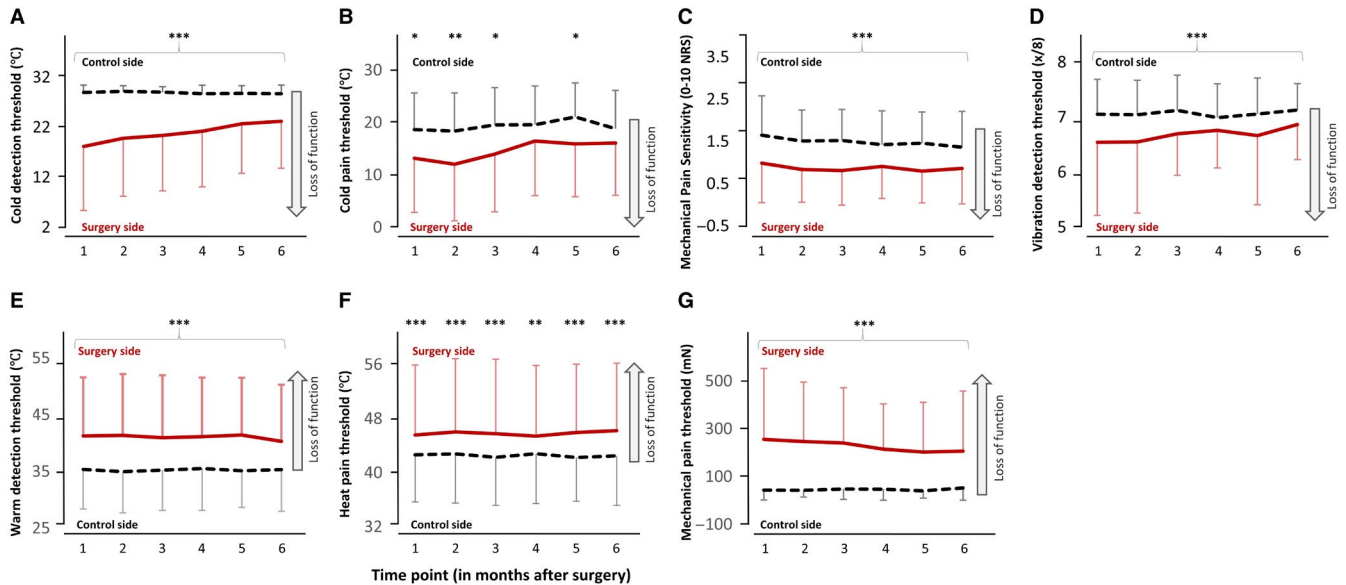 A
Cold detection threshold (°C)
32
22
12
2
***
Control side
Surgery side
Loss of function
1 2 3 4 5 6
B
Cold pain threshold (°C)
30
20
10
0
* ** * *
Control side
Surgery side
Loss of function
1 2 3 4 5 6
C
Mechanical Pain Sensitivity (0-10 NRS)
3.5
2.5
1.5
0.5
–0.5
***
Control side
Surgery side
Loss of function
1 2 3 4 5 6
D
Vibration detection threshold (x/8)
8
7
6
5
***
Control side
Surgery side
Loss of function
1 2 3 4 5 6
E
Warm detection threshold (°C)
55
45
35
25
***
Surgery side
Control side
Loss of function
1 2 3 4 5 6
F
Heat pain threshold (°C)
56
48
40
32
*** *** *** ** *** ***
Surgery side
Control side
Loss of function
1 2 3 4 5 6
G
Mechanical pain threshold (mN)
500
300
100
–100
***
Surgery side
Control side
Loss of function
1 2 3 4 5 6
Time point (in months after surgery)